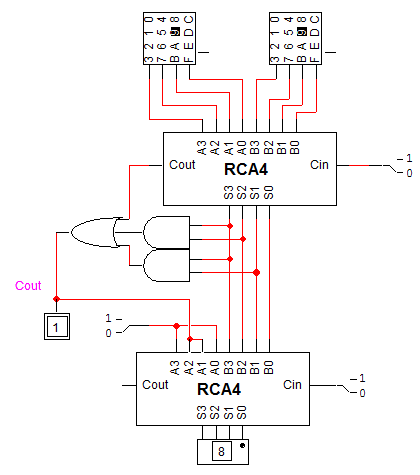 0 4 8 C
1 5 9 D
2 6 A E
3 7 B F
0 4 8 C
1 5 9 D
2 6 A E
3 7 B F
A3 A2 A1 A0 B3 B2 B1 B0
Cout RCA4 Cin
1
0
S3 S2 S1 S0
Cout
1
1
0
A3 A2 A1 A0 B3 B2 B1 B0
Cout RCA4 Cin
1
0
S3 S2 S1 S0
8